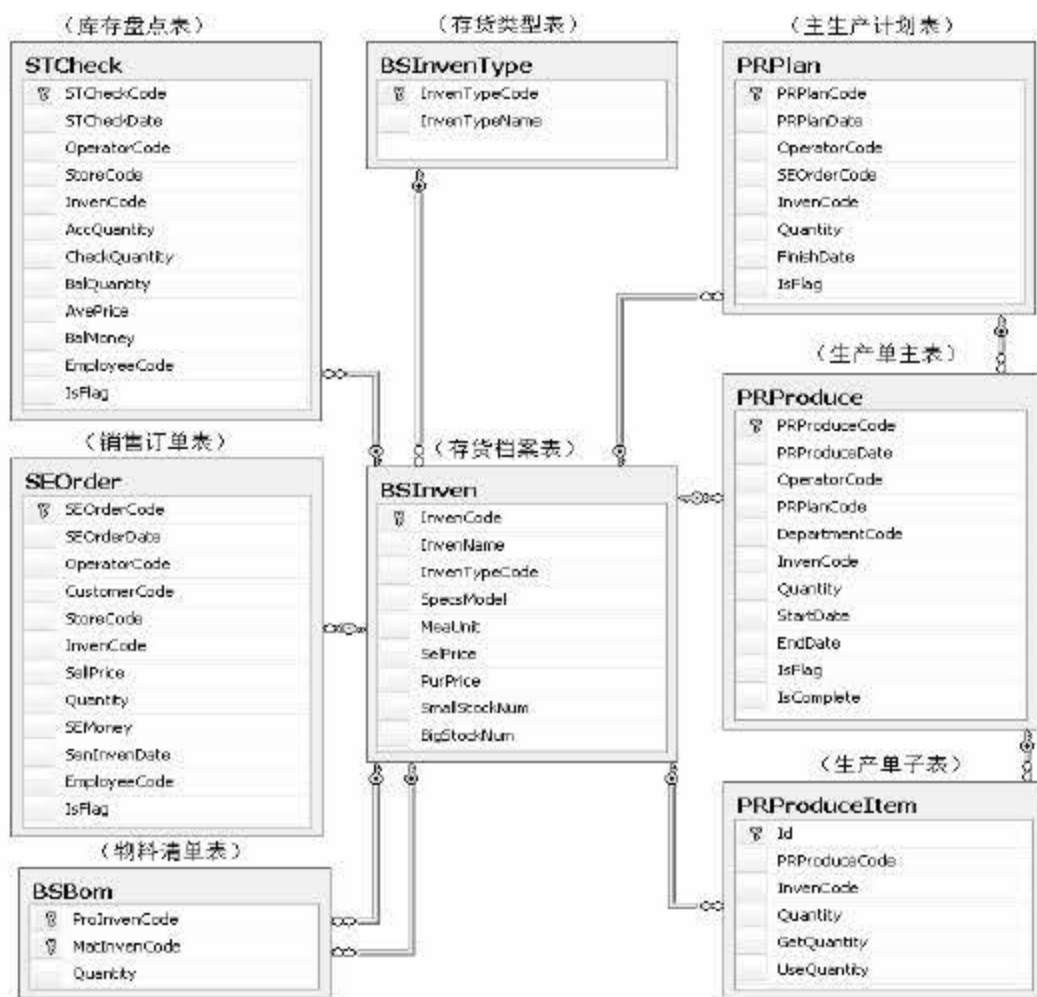 （库存盘点表）
STCheck
STCheckCode
STCheckDate
OperatorCode
StoreCode
InvenCode
AccQuantity
CheckQuantity
BalQuantity
AvePrice
BalMoney
EmployeeCode
IsFlag
（销售订单表）
SEOrder
SEOrderCode
SEOrderDate
OperatorCode
CustomerCode
StoreCode
InvenCode
SellPrice
Quantity
SEMoney
SenInvenDate
EmployeeCode
IsFlag
（物料清单表）
BSBom
ProInvenCode
MatInvenCode
Quantity
（存货类型表）
BSInvenType
InvenTypeCode
InvenTypeName
（存货档案表）
BSInven
InvenCode
InvenName
InvenTypeCode
SpecsModel
MeaUnit
SelPrice
PurPrice
SmallStockNum
BigStockNum
（主生产计划表）
PRPlan
PRPlanCode
PRPlanDate
OperatorCode
SEOrderCode
InvenCode
Quantity
FinishDate
IsFlag
（生产单主表）
PRProduce
PRProduceCode
PRProduceDate
OperatorCode
PRPlanCode
DepartmentCode
InvenCode
Quantity
StartDate
EndDate
IsFlag
IsComplete
（生产单子表）
PRProduceItem
Id
PRProduceCode
InvenCode
Quantity
GetQuantity
UseQuantity